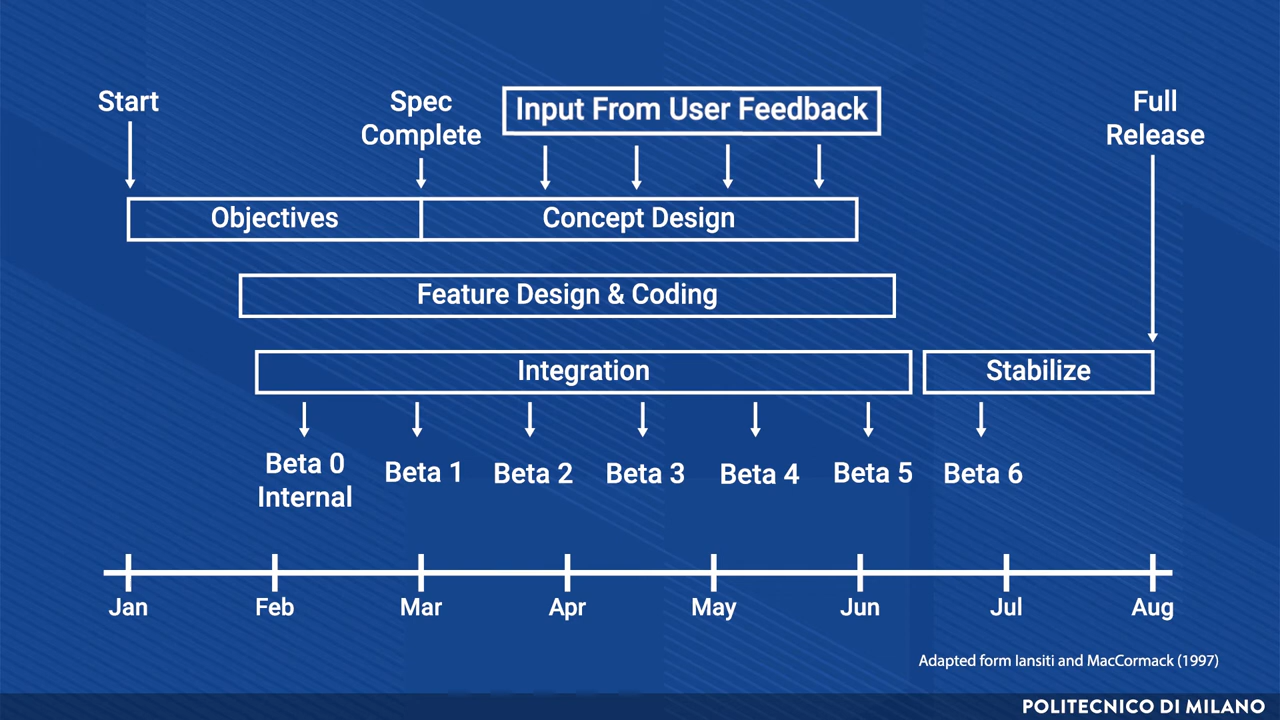 Start
Spec
Complete
Input From User Feedback
Full
Release
Objectives
Concept Design
Feature Design & Coding
Integration
Stabilize
Beta 0
Internal
Beta 1
Beta 2
Beta 3
Beta 4
Beta 5
Beta 6
Jan
Feb
Mar
Apr
May
Jun
Jul
Aug
Adapted form Iansiti and MacCormack (1997)
POLITECNICO DI MILANO